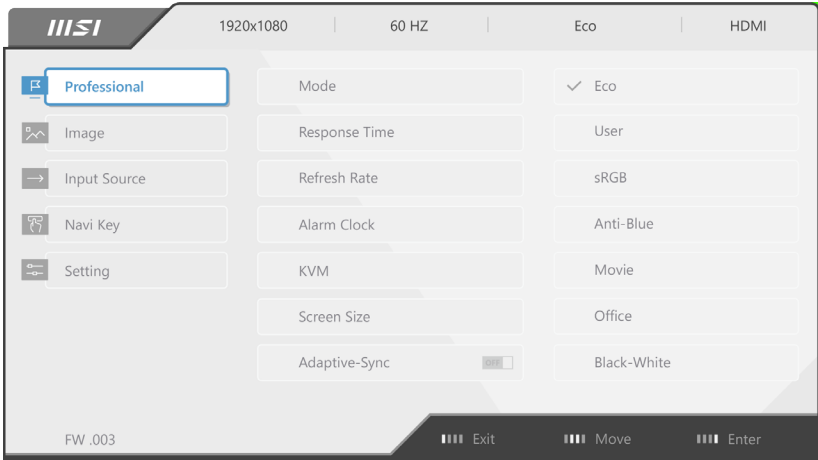 msi 1920x1080 60 HZ Eco HDMI
Professional Mode Eco
Image Response Time User
Input Source Refresh Rate sRGB
Navi Key Alarm Clock Anti-Blue
Setting KVM Movie
Screen Size Office
Adaptive-Sync OFF Black-White
FW .003 Exit Move Enter